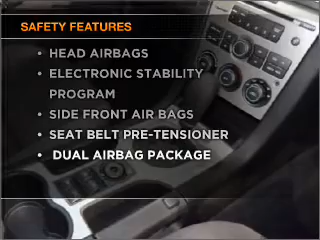 SAFETY FEATURES
• HEAD AIRBAGS
• ELECTRONIC STABILITY
PROGRAM
• SIDE FRONT AIR BAGS
• SEAT BELT PRE-TENSIONER
• DUAL AIRBAG PACKAGE